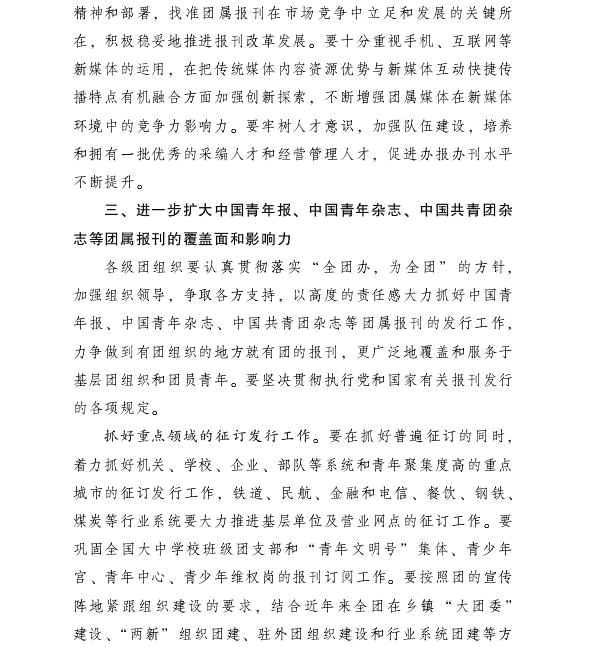 精神和部署，找准团属报刊在市场竞争中立足和发展的关键所
在，积极稳妥地推进报刊改革发展。要十分重视手机、互联网等
新媒体的运用，在把传统媒体内容资源优势与新媒体互动快捷传
播特点有机融合方面加强创新探索，不断增强团属媒体在新媒体
环境中的竞争力影响力。要牢树人才意识，加强队伍建设，培养
和拥有一批优秀的采编人才和经营管理人才，促进办报办刊水平
不断提升。
三、进一步扩大中国青年报、中国青年杂志、中国共青团杂
志等团属报刊的覆盖面和影响力
各级团组织要认真贯彻落实“全团办，为全团”的方针，
加强组织领导，争取各方支持，以高度的责任感大力抓好中国青
年报、中国青年杂志、中国共青团杂志等团属报刊的发行工作，
力争做到有团组织的地方就有团的报刊，更广泛地覆盖和服务于
基层团组织和团员青年。要坚决贯彻执行党和国家有关报刊发行
的各项规定。
抓好重点领域的征订发行工作。要在抓好普遍征订的同时，
着力抓好机关、学校、企业、部队等系统和青年聚集度高的重点
城市的征订发行工作，铁道、民航、金融和电信、餐饮、钢铁、
煤炭等行业系统要大力推进基层单位及营业网点的征订工作。要
巩固全国大中学校班级团支部和“青年文明号”集体、青少年
宫、青年中心、青少年维权岗的报刊订阅工作。要按照团的宣传
阵地紧跟组织建设的要求，结合近年来全团在乡镇“大团委”
建设、“两新”组织团建、驻外团组织建设和行业系统团建等方